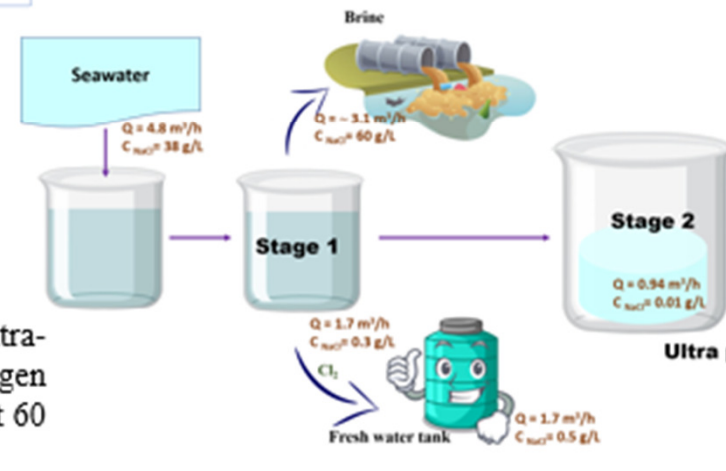 Brine
Seawater
Q = 4.8 m³/h
C NaCl= 38 g/L
Q = ~ 3.1 m³/h
C NaCl= 60 g/L
Stage 1
Stage 2
Q = 0.94 m³/h
C NaCl= 0.01 g/L
Ultra
Q = 1.7 m³/h
C NaCl= 0.3 g/L
Cl₂
tra-
gen
t 60
Q = 1.7 m³/h
C NaCl= 0.5 g/L
Fresh water tank